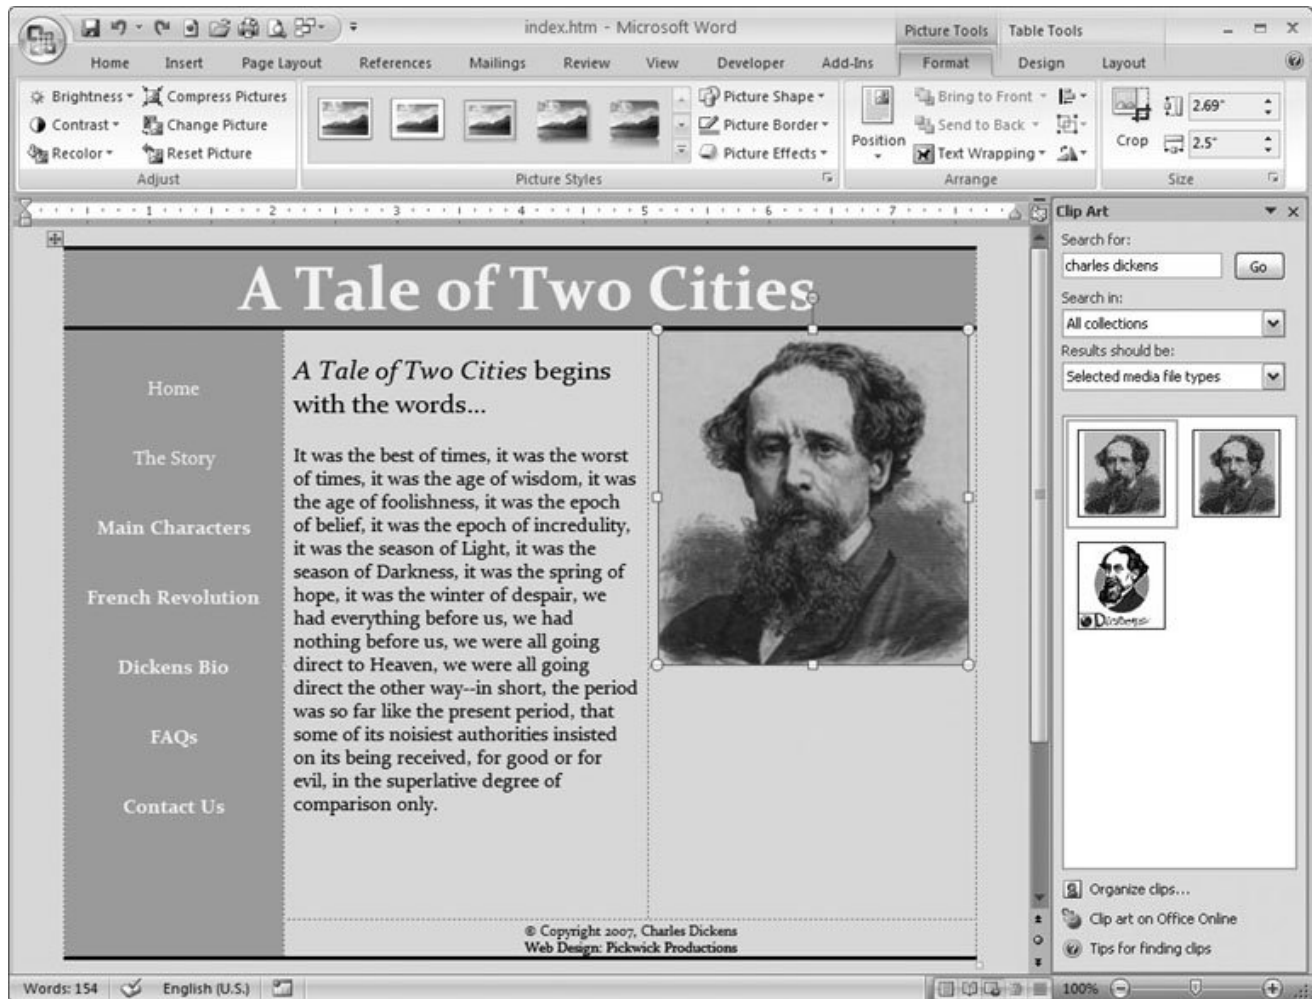 index.htm - Microsoft Word
Picture Tools
Table Tools
Home Insert Page Layout References Mailings Review View Developer Add-Ins Format Design Layout
Brightness
Compress Pictures
Contrast
Change Picture
Recolor
Reset Picture
Adjust
Picture Shape
Picture Border
Picture Effects
Picture Styles
Position
Bring to Front
Send to Back
Text Wrapping
Arrange
Crop
2.69"
2.5"
Size
1 2 3 4 5 6 7
A Tale of Two Cities
Home
The Story
Main Characters
French Revolution
Dickens Bio
FAQs
Contact Us
A Tale of Two Cities begins
with the words...
It was the best of times, it was the worst
of times, it was the age of wisdom, it was
the age of foolishness, it was the epoch
of belief, it was the epoch of incredulity,
it was the season of Light, it was the
season of Darkness, it was the spring of
hope, it was the winter of despair, we
had everything before us, we had
nothing before us, we were all going
direct to Heaven, we were all going
direct the other way--in short, the period
was so far like the present period, that
some of its noisiest authorities insisted
on its being received, for good or for
evil, in the superlative degree of
comparison only.
© Copyright 2007, Charles Dickens
Web Design: Pickwick Productions
Clip Art
Search for:
charles dickens
Go
Search in:
All collections
Results should be:
Selected media file types
Organize clips...
Clip art on Office Online
Tips for finding clips
Words: 154
English (U.S.)
100%